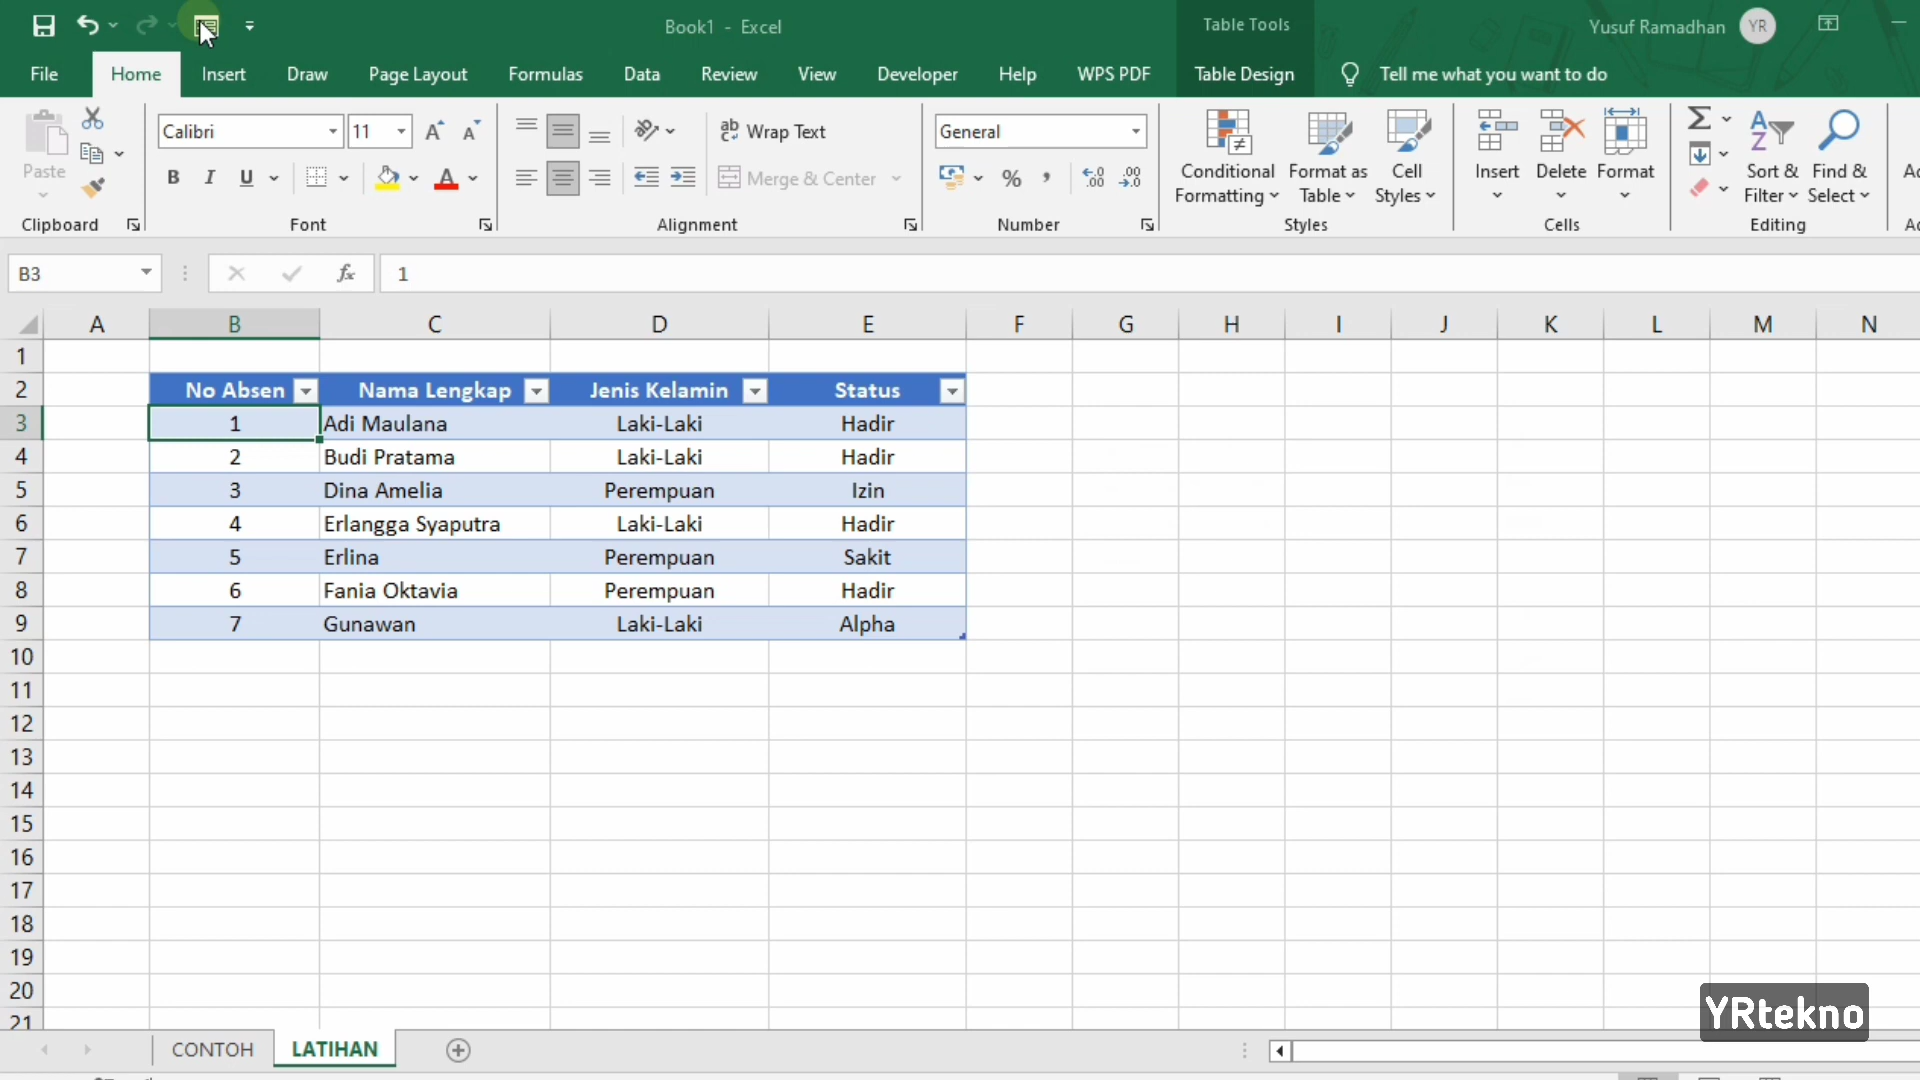 Book1 - Excel
Table Tools
Yusuf Ramadhan YR
File Home Insert Draw Page Layout Formulas Data Review View Developer Help WPS PDF Table Design Tell me what you want to do
Calibri 11 Wrap Text General
Paste B I U A Merge & Center % Conditional Formatting Format as Table Cell Styles Insert Delete Format Sort & Filter Find & Select
Clipboard Font Alignment Number Styles Cells Editing
B3 fx 1
A B C D E F G H I J K L M N
1
2 No Absen Nama Lengkap Jenis Kelamin Status
3 1 Adi Maulana Laki-Laki Hadir
4 2 Budi Pratama Laki-Laki Hadir
5 3 Dina Amelia Perempuan Izin
6 4 Erlangga Syaputra Laki-Laki Hadir
7 5 Erlina Perempuan Sakit
8 6 Fania Oktavia Perempuan Hadir
9 7 Gunawan Laki-Laki Alpha
10
11
12
13
14
15
16
17
18
19
20
21
YRtekno
CONTOH LATIHAN